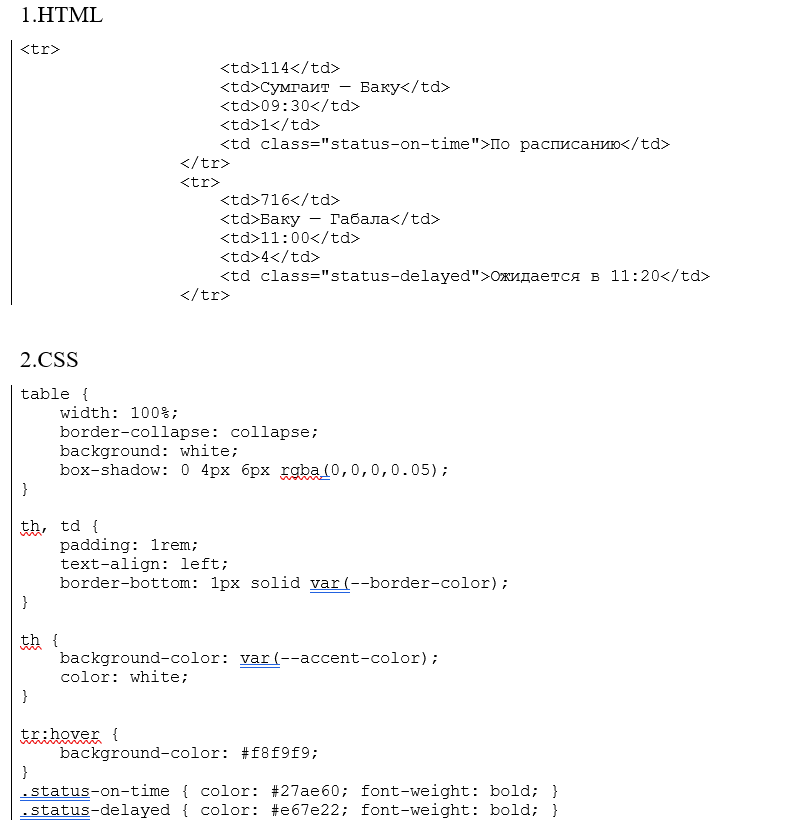 1.HTML
<tr>
<td>114</td>
<td>Сумгаит — Баку</td>
<td>09:30</td>
<td>1</td>
<td class="status-on-time">По расписанию</td>
</tr>
<tr>
<td>716</td>
<td>Баку — Габала</td>
<td>11:00</td>
<td>4</td>
<td class="status-delayed">Ожидается в 11:20</td>
</tr>
2.CSS
table {
width: 100%;
border-collapse: collapse;
background: white;
box-shadow: 0 4px 6px rgba(0,0,0,0.05);
}
th, td {
padding: 1rem;
text-align: left;
border-bottom: 1px solid var(--border-color);
}
th {
background-color: var(--accent-color);
color: white;
}
tr:hover {
background-color: #f8f9f9;
}
.status-on-time { color: #27ae60; font-weight: bold; }
.status-delayed { color: #e67e22; font-weight: bold; }